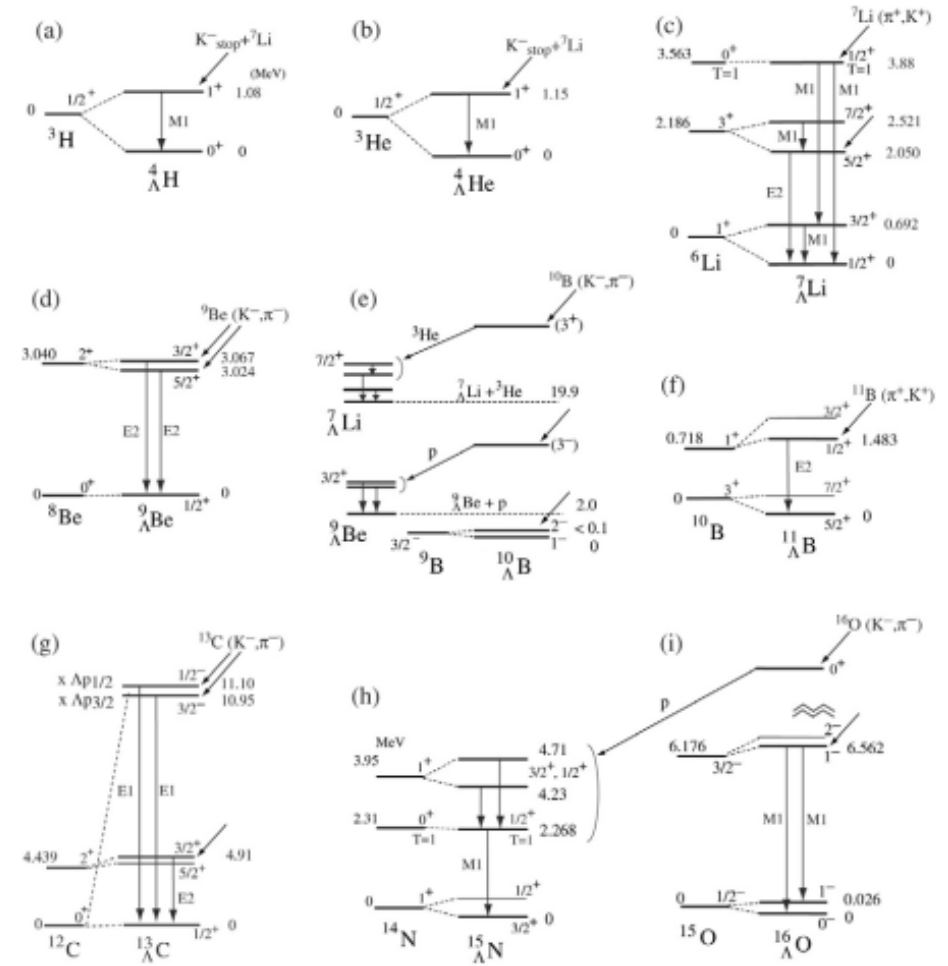 (a)
K⁻stop+⁷Li
(MeV)
0 1/2⁺ 1⁺ 1.08
³H
M1
0⁺ 0
⁴ΛH
(b)
K⁻stop+⁷Li
0 1/2⁺ 1⁺ 1.15
³He
M1
0⁺ 0
⁴ΛHe
(c)
⁷Li (π⁺,K⁺)
3.563 0⁺ 1/2⁺
T=1 T=1 3.88
M1 M1
7/2⁺
2.186 3⁺ 2.521
M1
5/2⁺ 2.050
E2
3/2⁺ 0.692
0 1⁺
M1
⁶Li 1/2⁺ 0
⁷ΛLi
(d)
⁹Be (K⁻,π⁻)
3.040 2⁺ 3/2⁺ 3.067
5/2⁺ 3.024
E2 E2
0 0⁺ 0
⁸Be ⁹ΛBe 1/2⁺
(e)
¹⁰B (K⁻,π⁻)
³He (3⁺)
7/2⁺
⁷ΛLi + ³He 19.9
⁷ΛLi
p (3⁻)
3/2⁺
⁹ΛBe + p 2.0
⁹ΛBe
2⁻ < 0.1
3/2 1⁻ 0
⁹B ¹⁰ΛB
(f)
¹¹B (π⁺,K⁺)
3/2⁺
0.718 1⁺ 1/2⁺ 1.483
E2
0 3⁺ 7/2⁺
¹⁰B 5/2⁺ 0
¹¹ΛB
(g)
¹³C (K⁻,π⁻)
x Λp1/2 1/2⁻ 11.10
x Λp3/2 3/2⁻ 10.95
E1 E1
4.439 2⁺ 3/2⁺ 4.91
5/2⁺
E2
0 0⁺ 1/2⁺ 0
¹²C ¹³ΛC
(h)
p
MeV 4.71
3.95 1⁺ 3/2⁺, 1/2⁺
4.23
2.31 0⁺ 1/2⁺ 2.268
T=1 T=1
M1
0 1⁺ 1/2⁺
¹⁴N 3/2⁺ 0
¹⁵ΛN
¹⁶O (K⁻,π⁻)
(i)
0⁺
2⁻
6.176 1⁻ 6.562
3/2⁻
M1 M1
0 1/2⁻ 1⁻ 0.026
¹⁵O 0⁻ 0
¹⁶ΛO